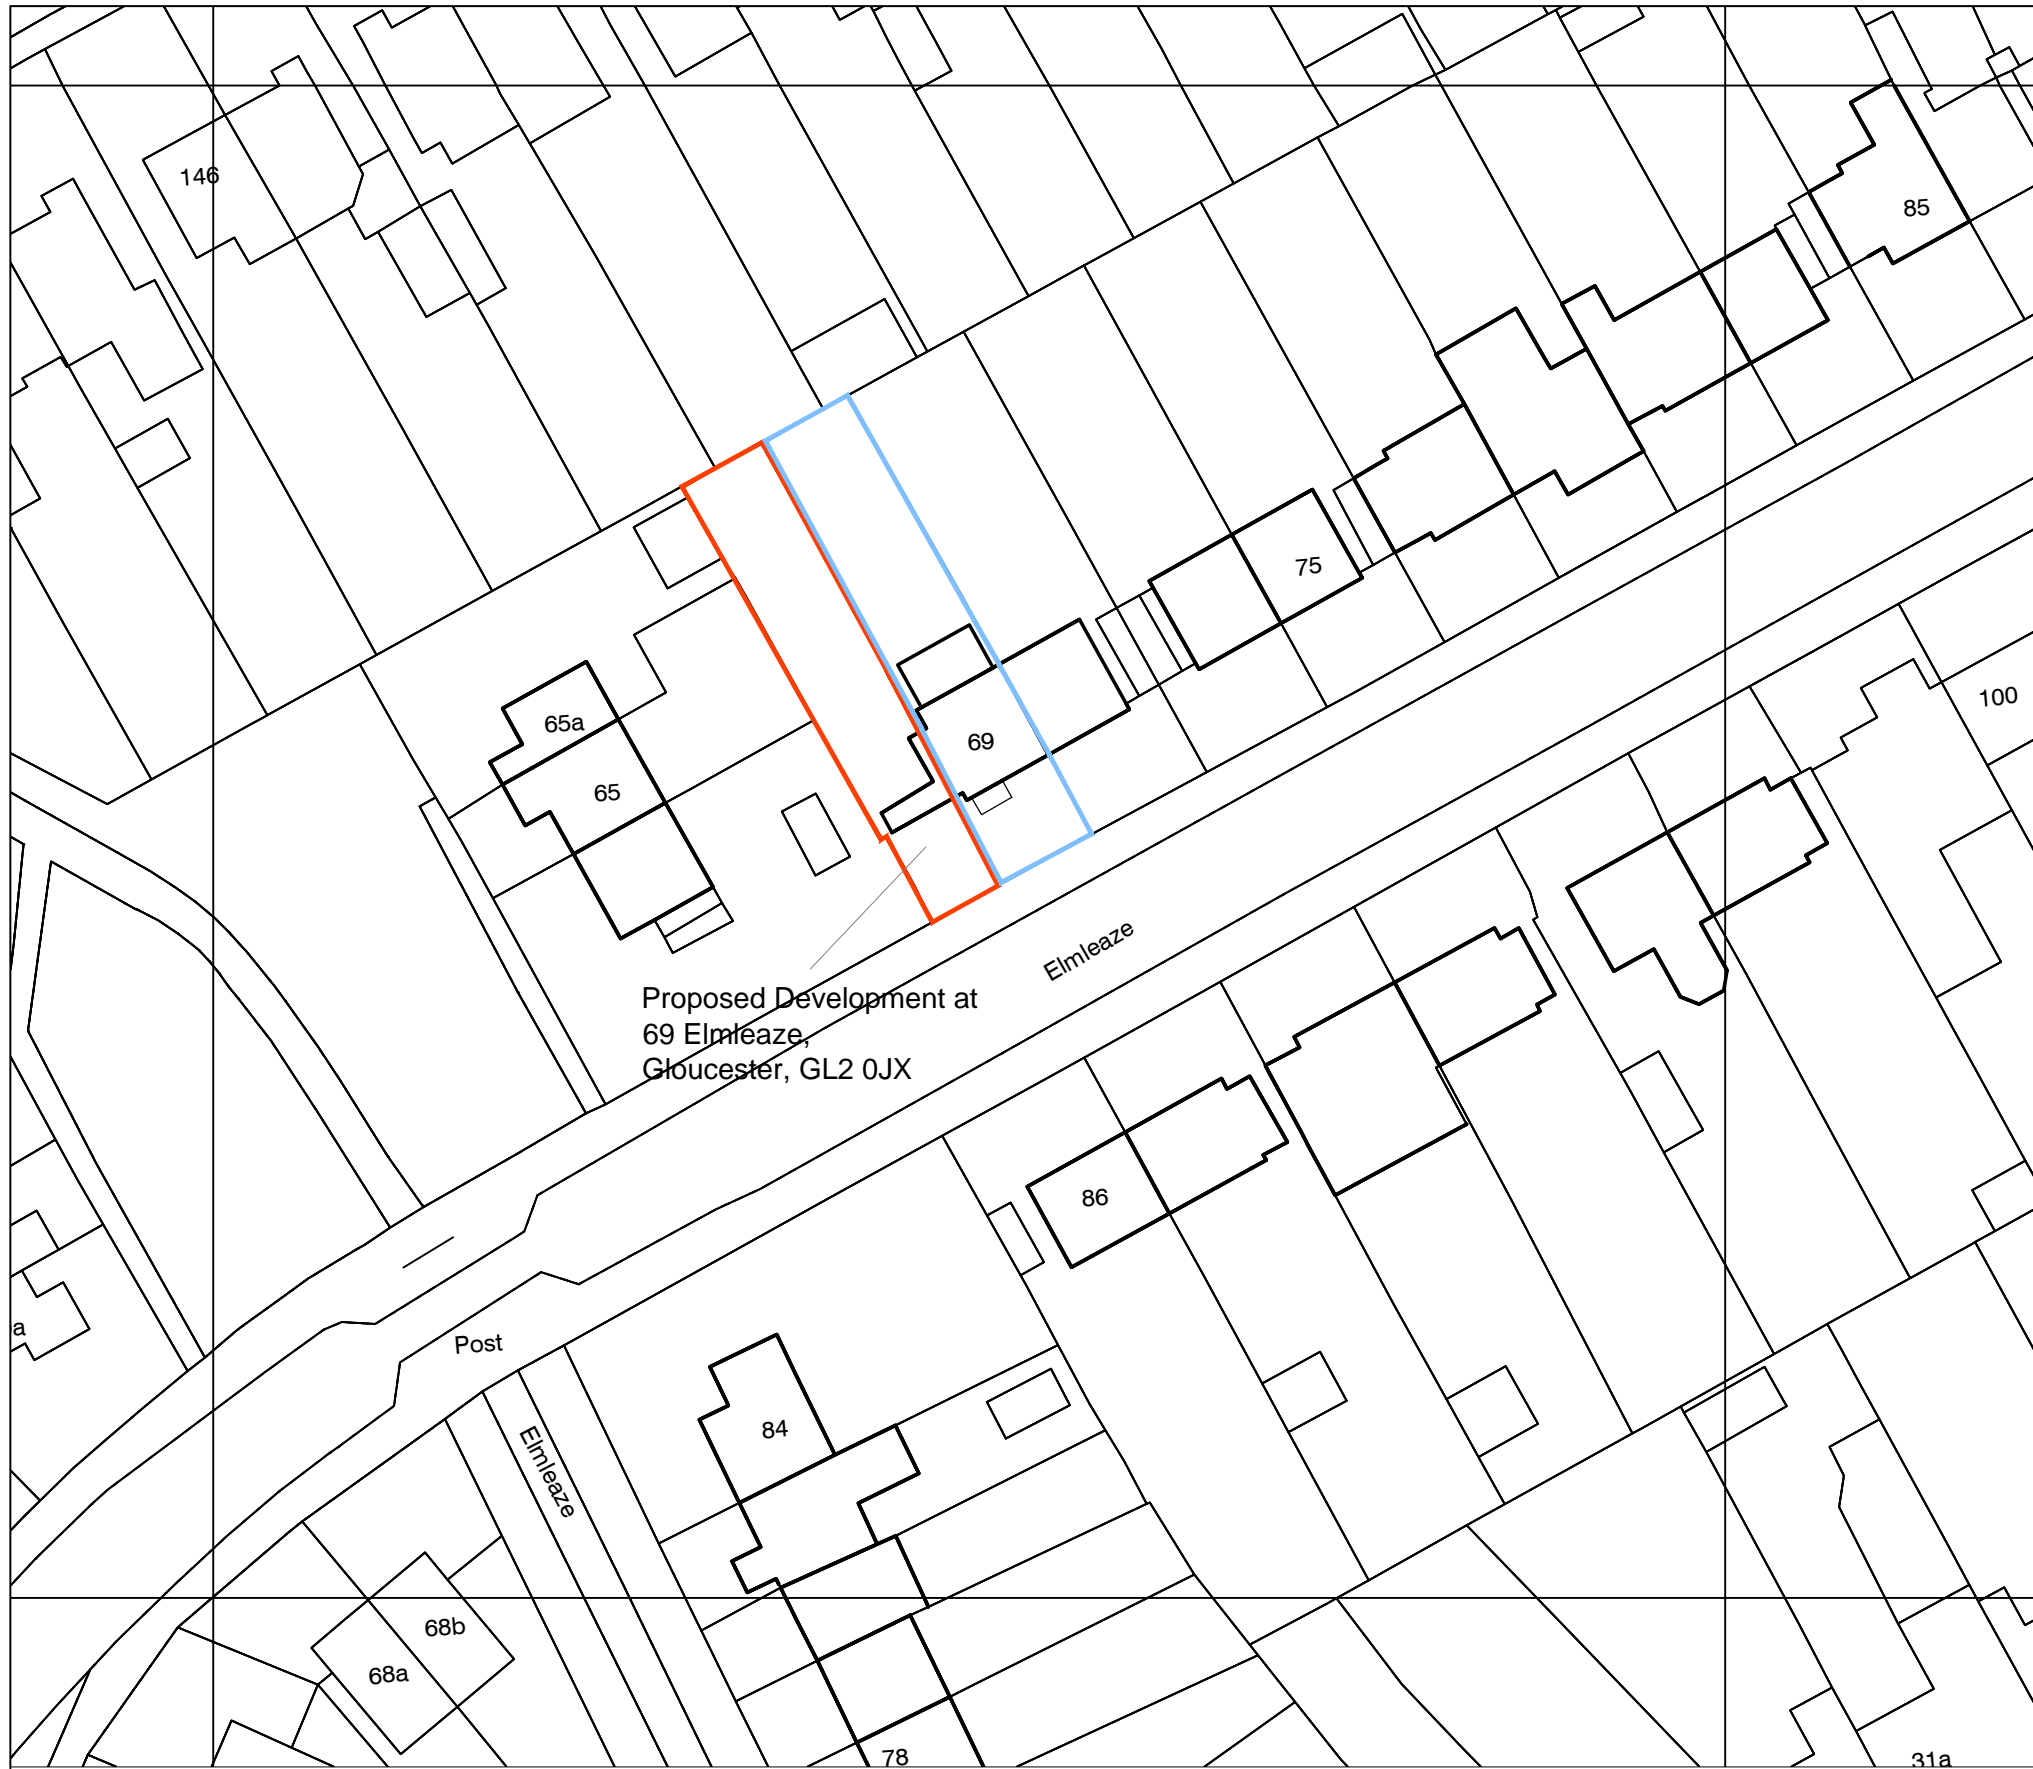 146
85
75
100
65a
65
69
Elmleaze
Proposed Development at
69 Elmleaze,
Gloucester, GL2 0JX
86
a
Post
84
Elmleaze
68b
68a
78
31a